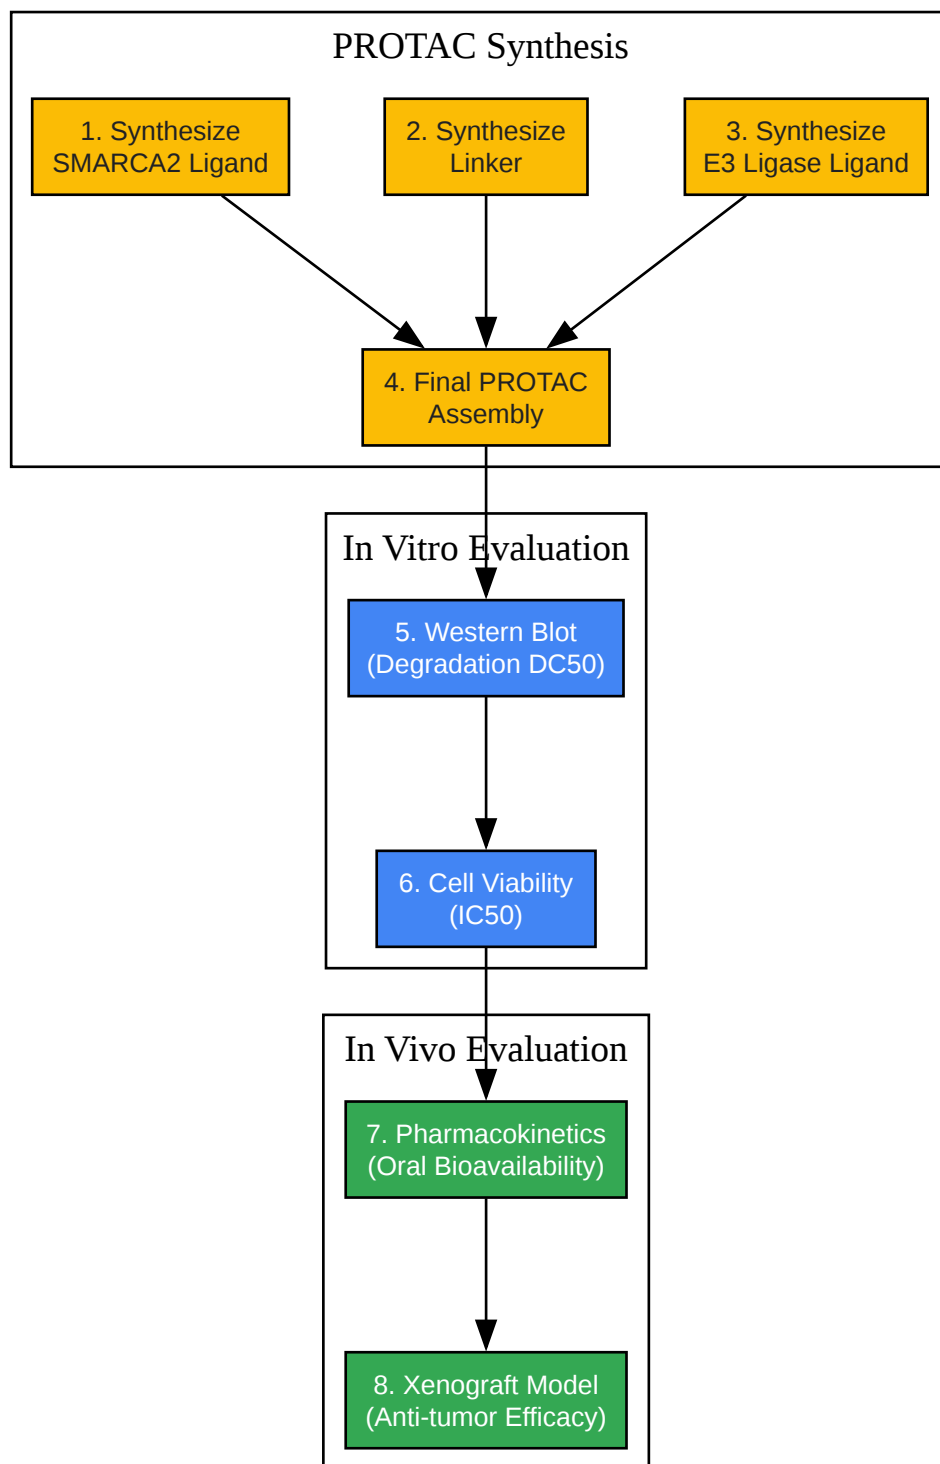 PROTAC Synthesis
1. Synthesize
SMARCA2 Ligand
2. Synthesize
Linker
3. Synthesize
E3 Ligase Ligand
4. Final PROTAC
Assembly
In Vitro Evaluation
5. Western Blot
(Degradation DC50)
6. Cell Viability
(IC50)
In Vivo Evaluation
7. Pharmacokinetics
(Oral Bioavailability)
8. Xenograft Model
(Anti-tumor Efficacy)